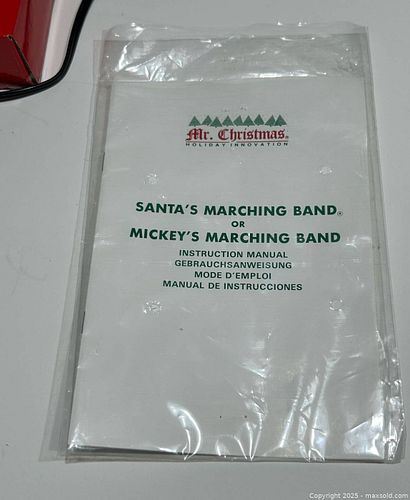 Mr. Christmas®
HOLIDAY INNOVATION
SANTA'S MARCHING BAND®
OR
MICKEY'S MARCHING BAND
INSTRUCTION MANUAL
GEBRAUCHSANWEISUNG
MODE D'EMPLOI
MANUAL DE INSTRUCCIONES
Copyright 2025 - maxsold.com